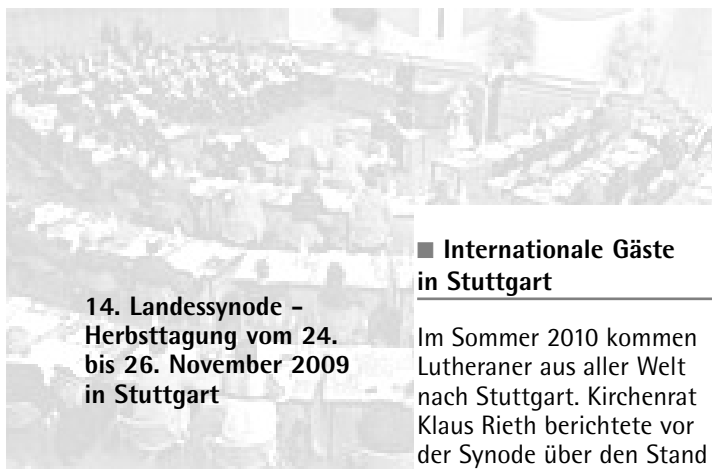 14. Landessynode –
Herbsttagung vom 24.
bis 26. November 2009
in Stuttgart
■ Internationale Gäste
in Stuttgart
Im Sommer 2010 kommen
Lutheraner aus aller Welt
nach Stuttgart. Kirchenrat
Klaus Rieth berichtete vor
der Synode über den Stand